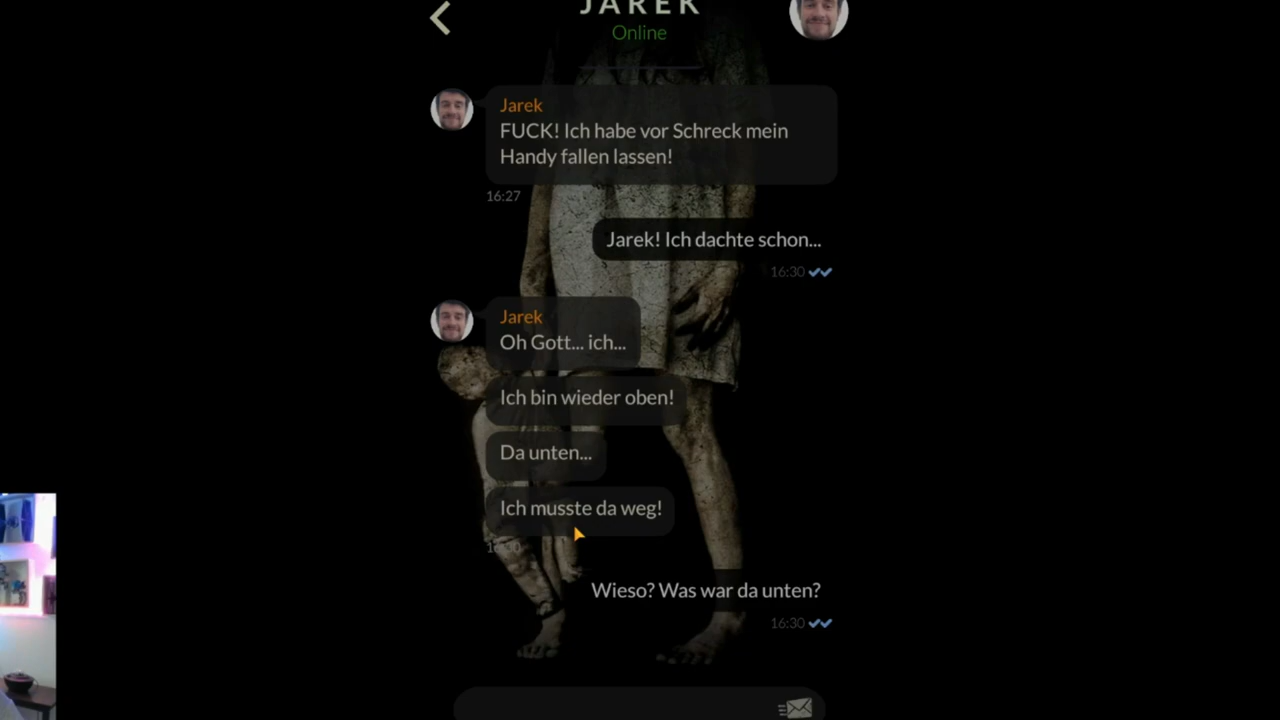 JAREK
Online
Jarek
FUCK! Ich habe vor Schreck mein
Handy fallen lassen!
16:27
Jarek! Ich dachte schon...
16:30
Jarek
Oh Gott... ich...
Ich bin wieder oben!
Da unten...
Ich musste da weg!
16:30
Wieso? Was war da unten?
16:30